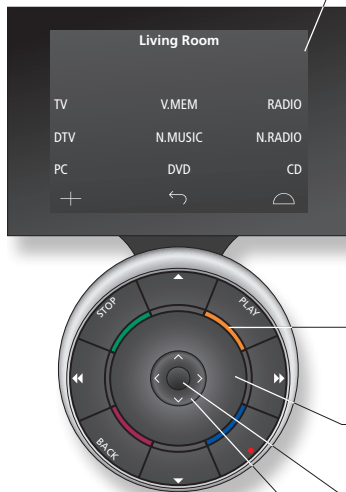 Living Room
TV V.MEM RADIO
DTV N.MUSIC N.RADIO
PC DVD CD
STOP PLAY
BACK